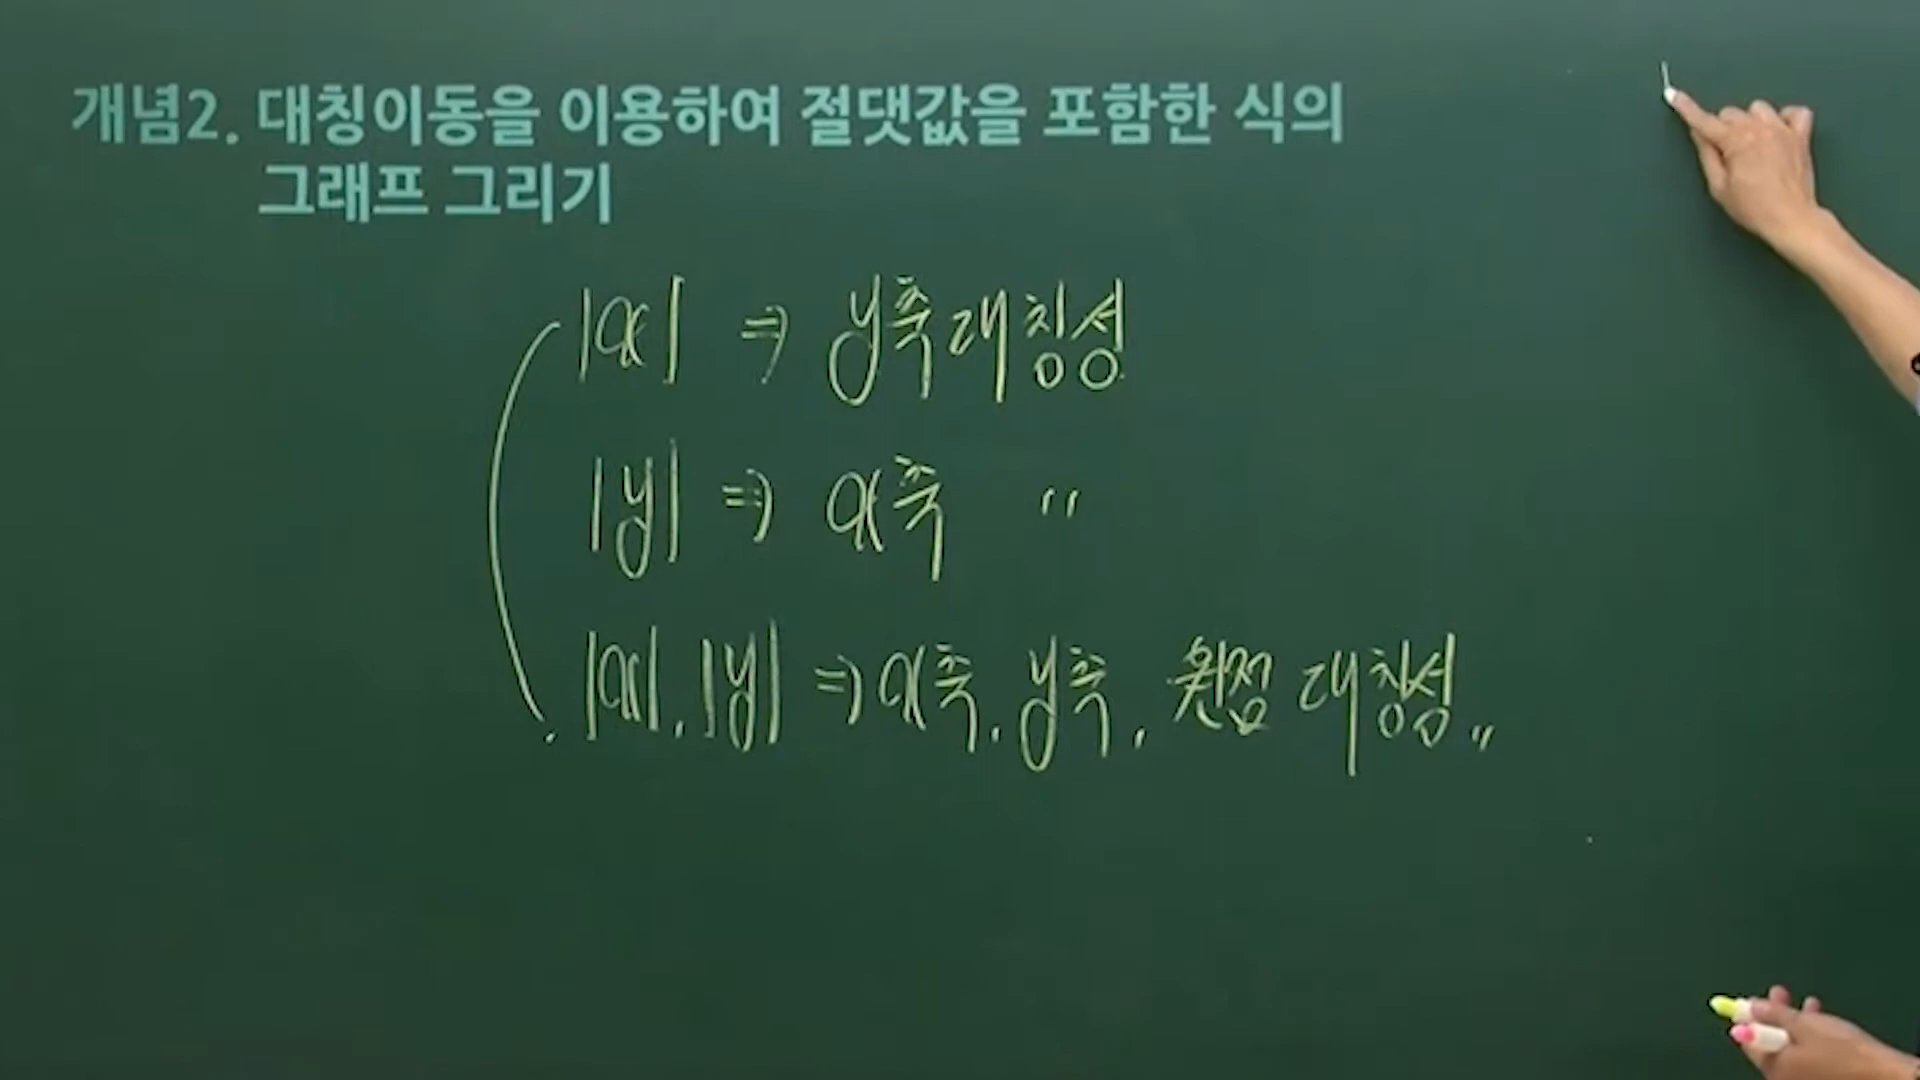 개념2. 대칭이동을 이용하여 절댓값을 포함한 식의
그래프 그리기
|x| ⇒ y축대칭성
|y| ⇒ x축 〃
|x|, |y| ⇒ x축, y축, 원점 대칭성〃